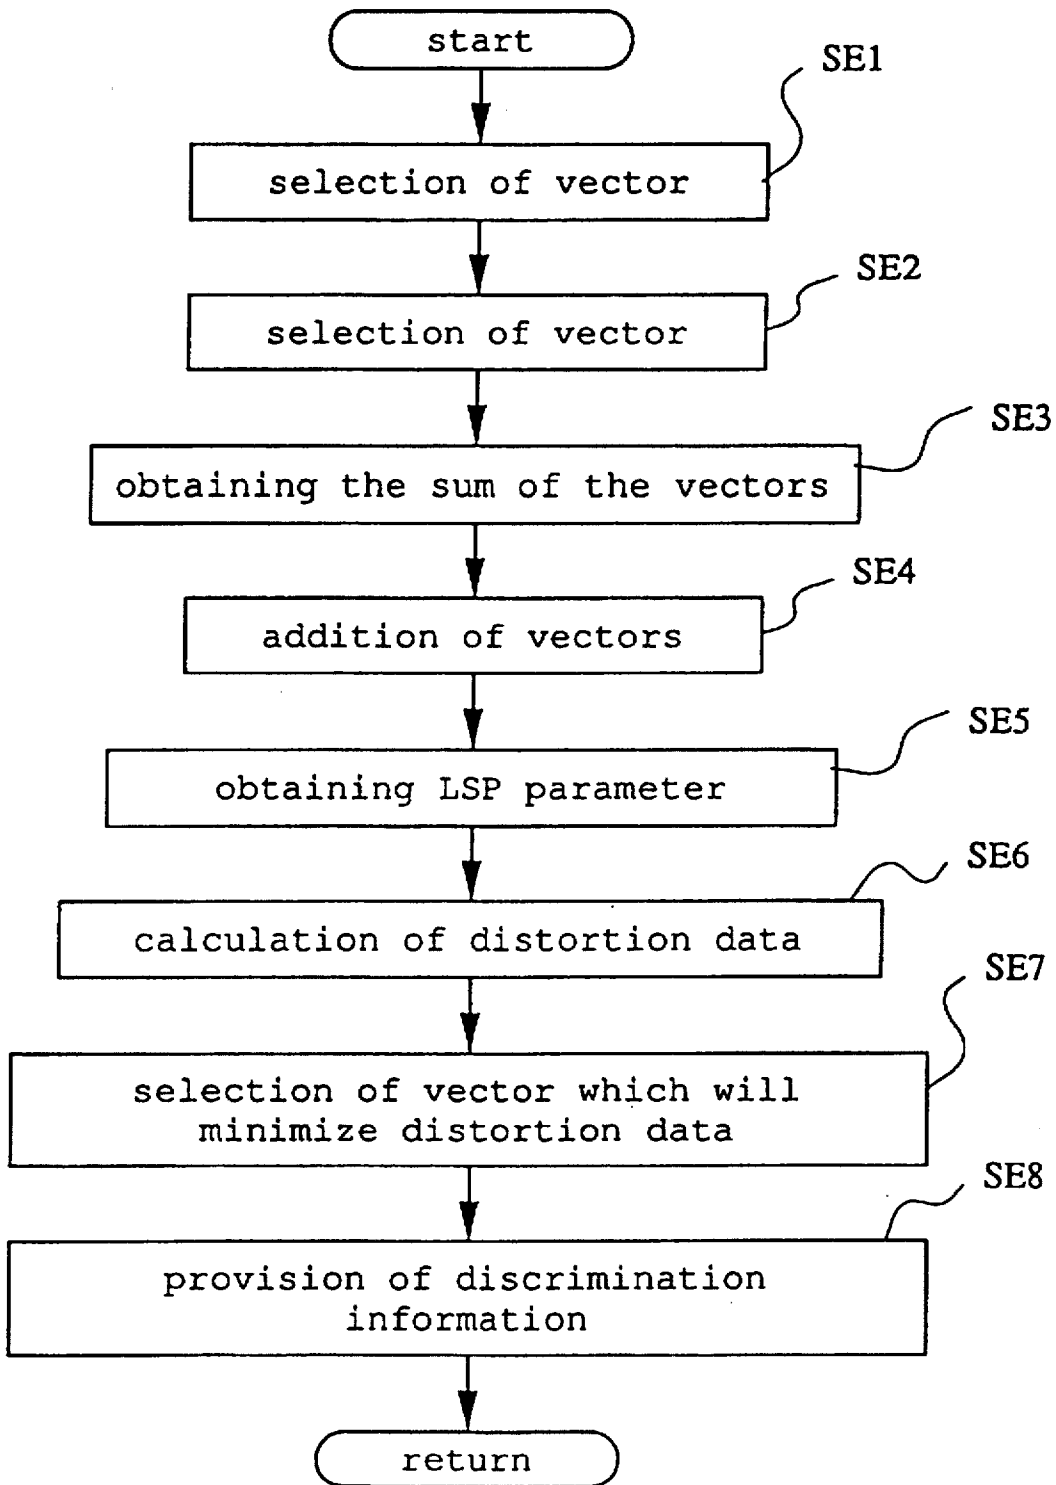 start
SE1
selection of vector
SE2
selection of vector
SE3
obtaining the sum of the vectors
SE4
addition of vectors
SE5
obtaining LSP parameter
SE6
calculation of distortion data
SE7
selection of vector which will
minimize distortion data
SE8
provision of discrimination
information
return